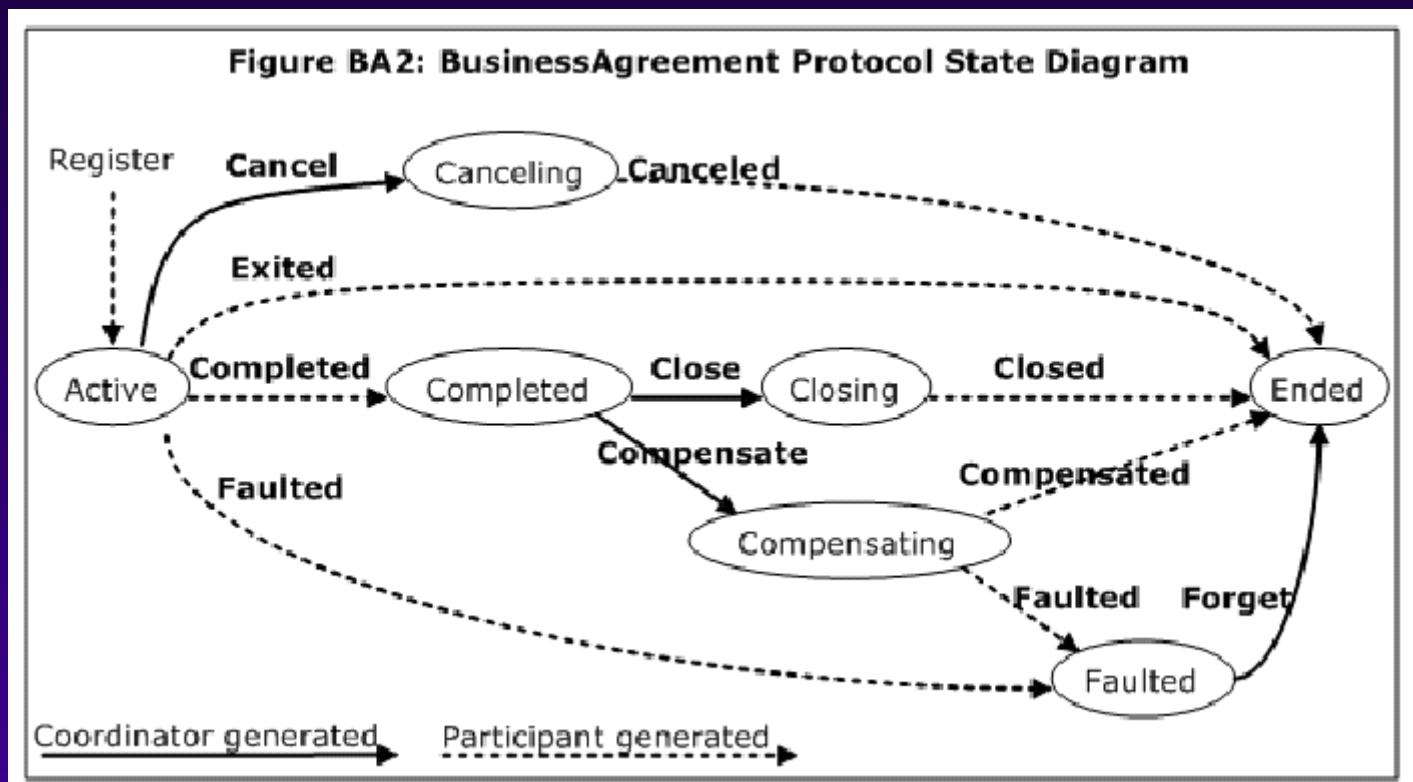 Figure BA2: BusinessAgreement Protocol State Diagram
Register
Cancel
Canceling
Canceled
Exited
Active
Completed
Completed
Close
Closing
Closed
Ended
Compensate
Compensated
Faulted
Compensating
Faulted
Forget
Faulted
Coordinator generated
Participant generated